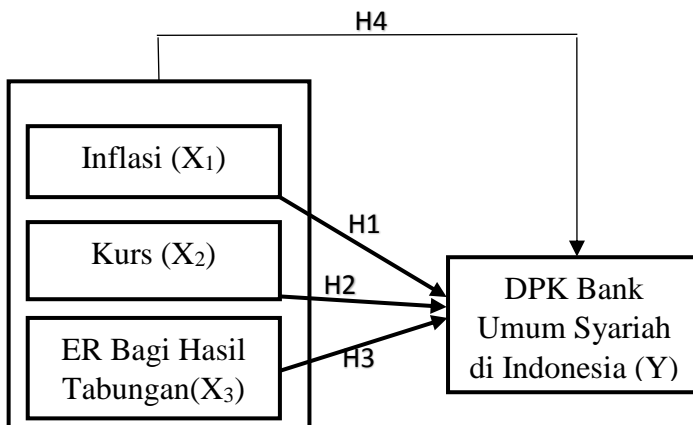 H4
Inflasi (X₁)
H1
Kurs (X₂)
H2
ER Bagi Hasil
Tabungan(X₃)
H3
DPK Bank
Umum Syariah
di Indonesia (Y)